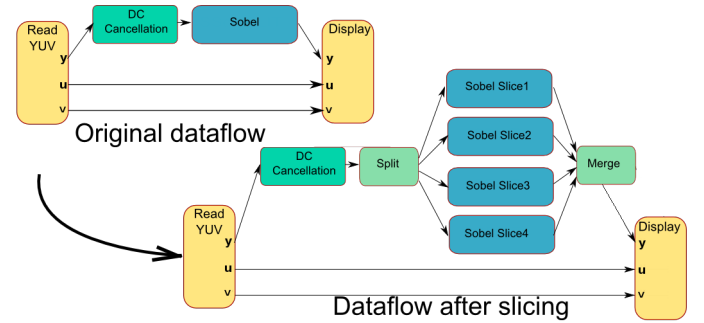 Read
YUV
y
u
v
DC
Cancellation
Sobel
Display
y
u
v
Original dataflow
Read
YUV
y
u
v
DC
Cancellation
Split
Sobel Slice1
Sobel Slice2
Sobel Slice3
Sobel Slice4
Merge
Display
y
u
v
Dataflow after slicing